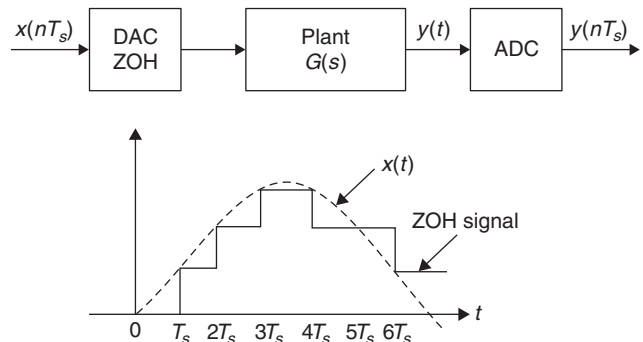 x(nTₛ)
DAC
ZOH
Plant
G(s)
y(t)
ADC
y(nTₛ)
x(t)
ZOH signal
0 Tₛ 2Tₛ 3Tₛ 4Tₛ 5Tₛ 6Tₛ t